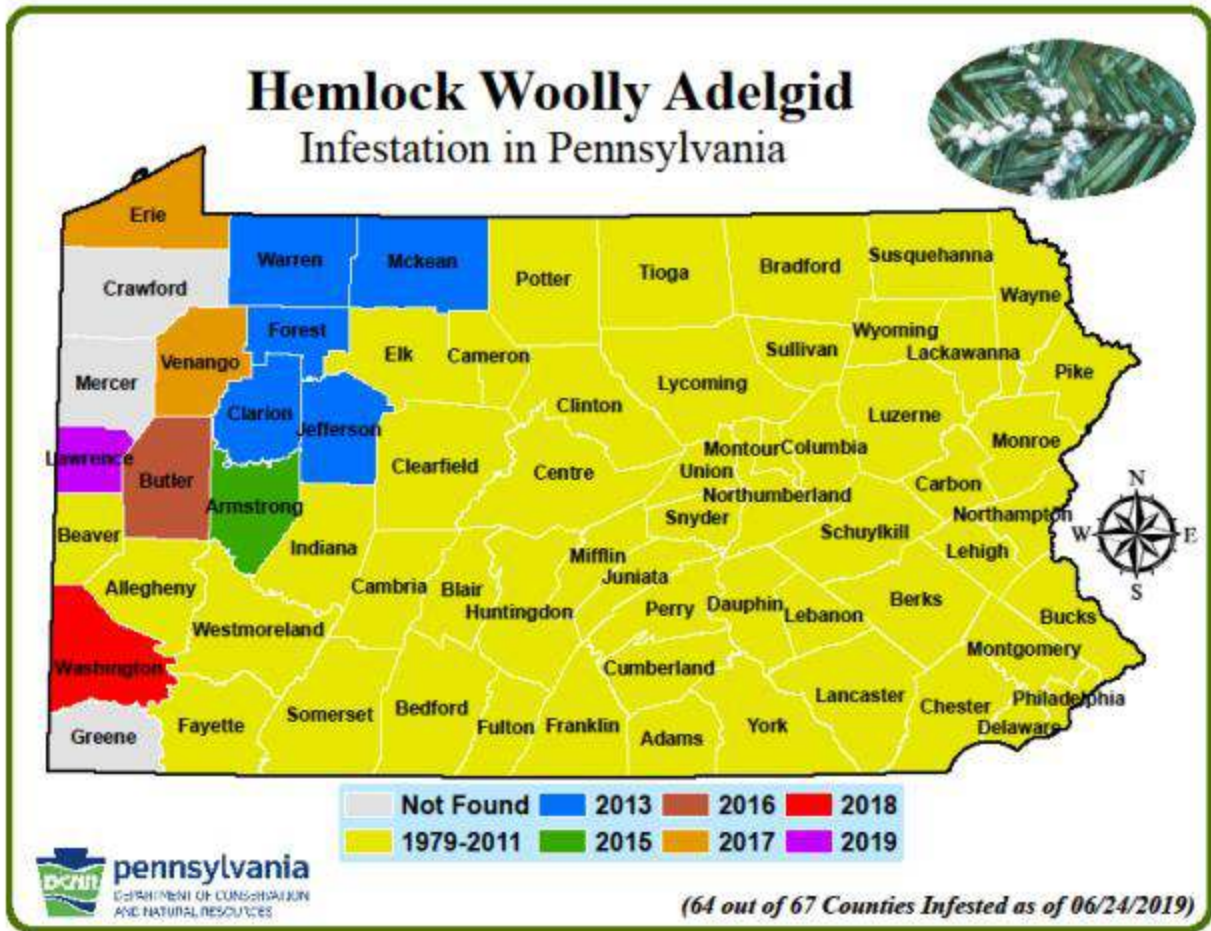 Hemlock Woolly Adelgid
Infestation in Pennsylvania
Erie
Warren
Mckean
Crawford
Potter
Tioga
Bradford
Susquehanna
Wayne
Forest
Venango
Elk
Cameron
Sullivan
Wyoming
Lackawanna
Pike
Mercer
Lycoming
Clarion
Jefferson
Clinton
Luzerne
Monroe
Lawrence
Butler
Clearfield
Centre
Montour
Columbia
Union
Carbon
Armstrong
Northumberland
Northampton
Snyder
Schuylkill
Beaver
Indiana
Mifflin
Lehigh
Allegheny
Cambria
Blair
Juniata
Huntingdon
Perry
Dauphin
Lebanon
Berks
Bucks
Westmoreland
Montgomery
Washington
Cumberland
Lancaster
Chester
Philadelphia
Greene
Fayette
Somerset
Bedford
Fulton
Franklin
Adams
York
Delaware
N
W
E
S
Not Found
2013
2016
2018
1979-2011
2015
2017
2019
DCNR
pennsylvania
DEPARTMENT OF CONSERVATION
AND NATURAL RESOURCES
(64 out of 67 Counties Infested as of 06/24/2019)